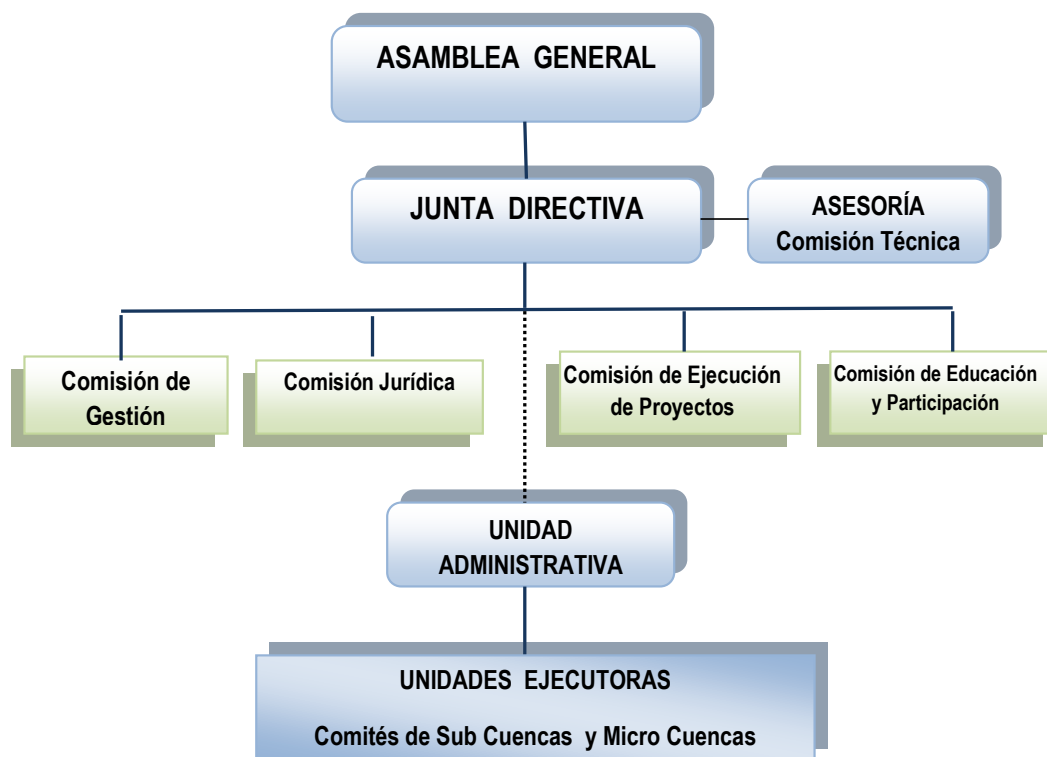 ASAMBLEA GENERAL
JUNTA DIRECTIVA
ASESORÍA
Comisión Técnica
Comisión de
Gestión
Comisión Jurídica
Comisión de Ejecución
de Proyectos
Comisión de Educación
y Participación
UNIDAD
ADMINISTRATIVA
UNIDADES EJECUTORAS
Comités de Sub Cuencas y Micro Cuencas